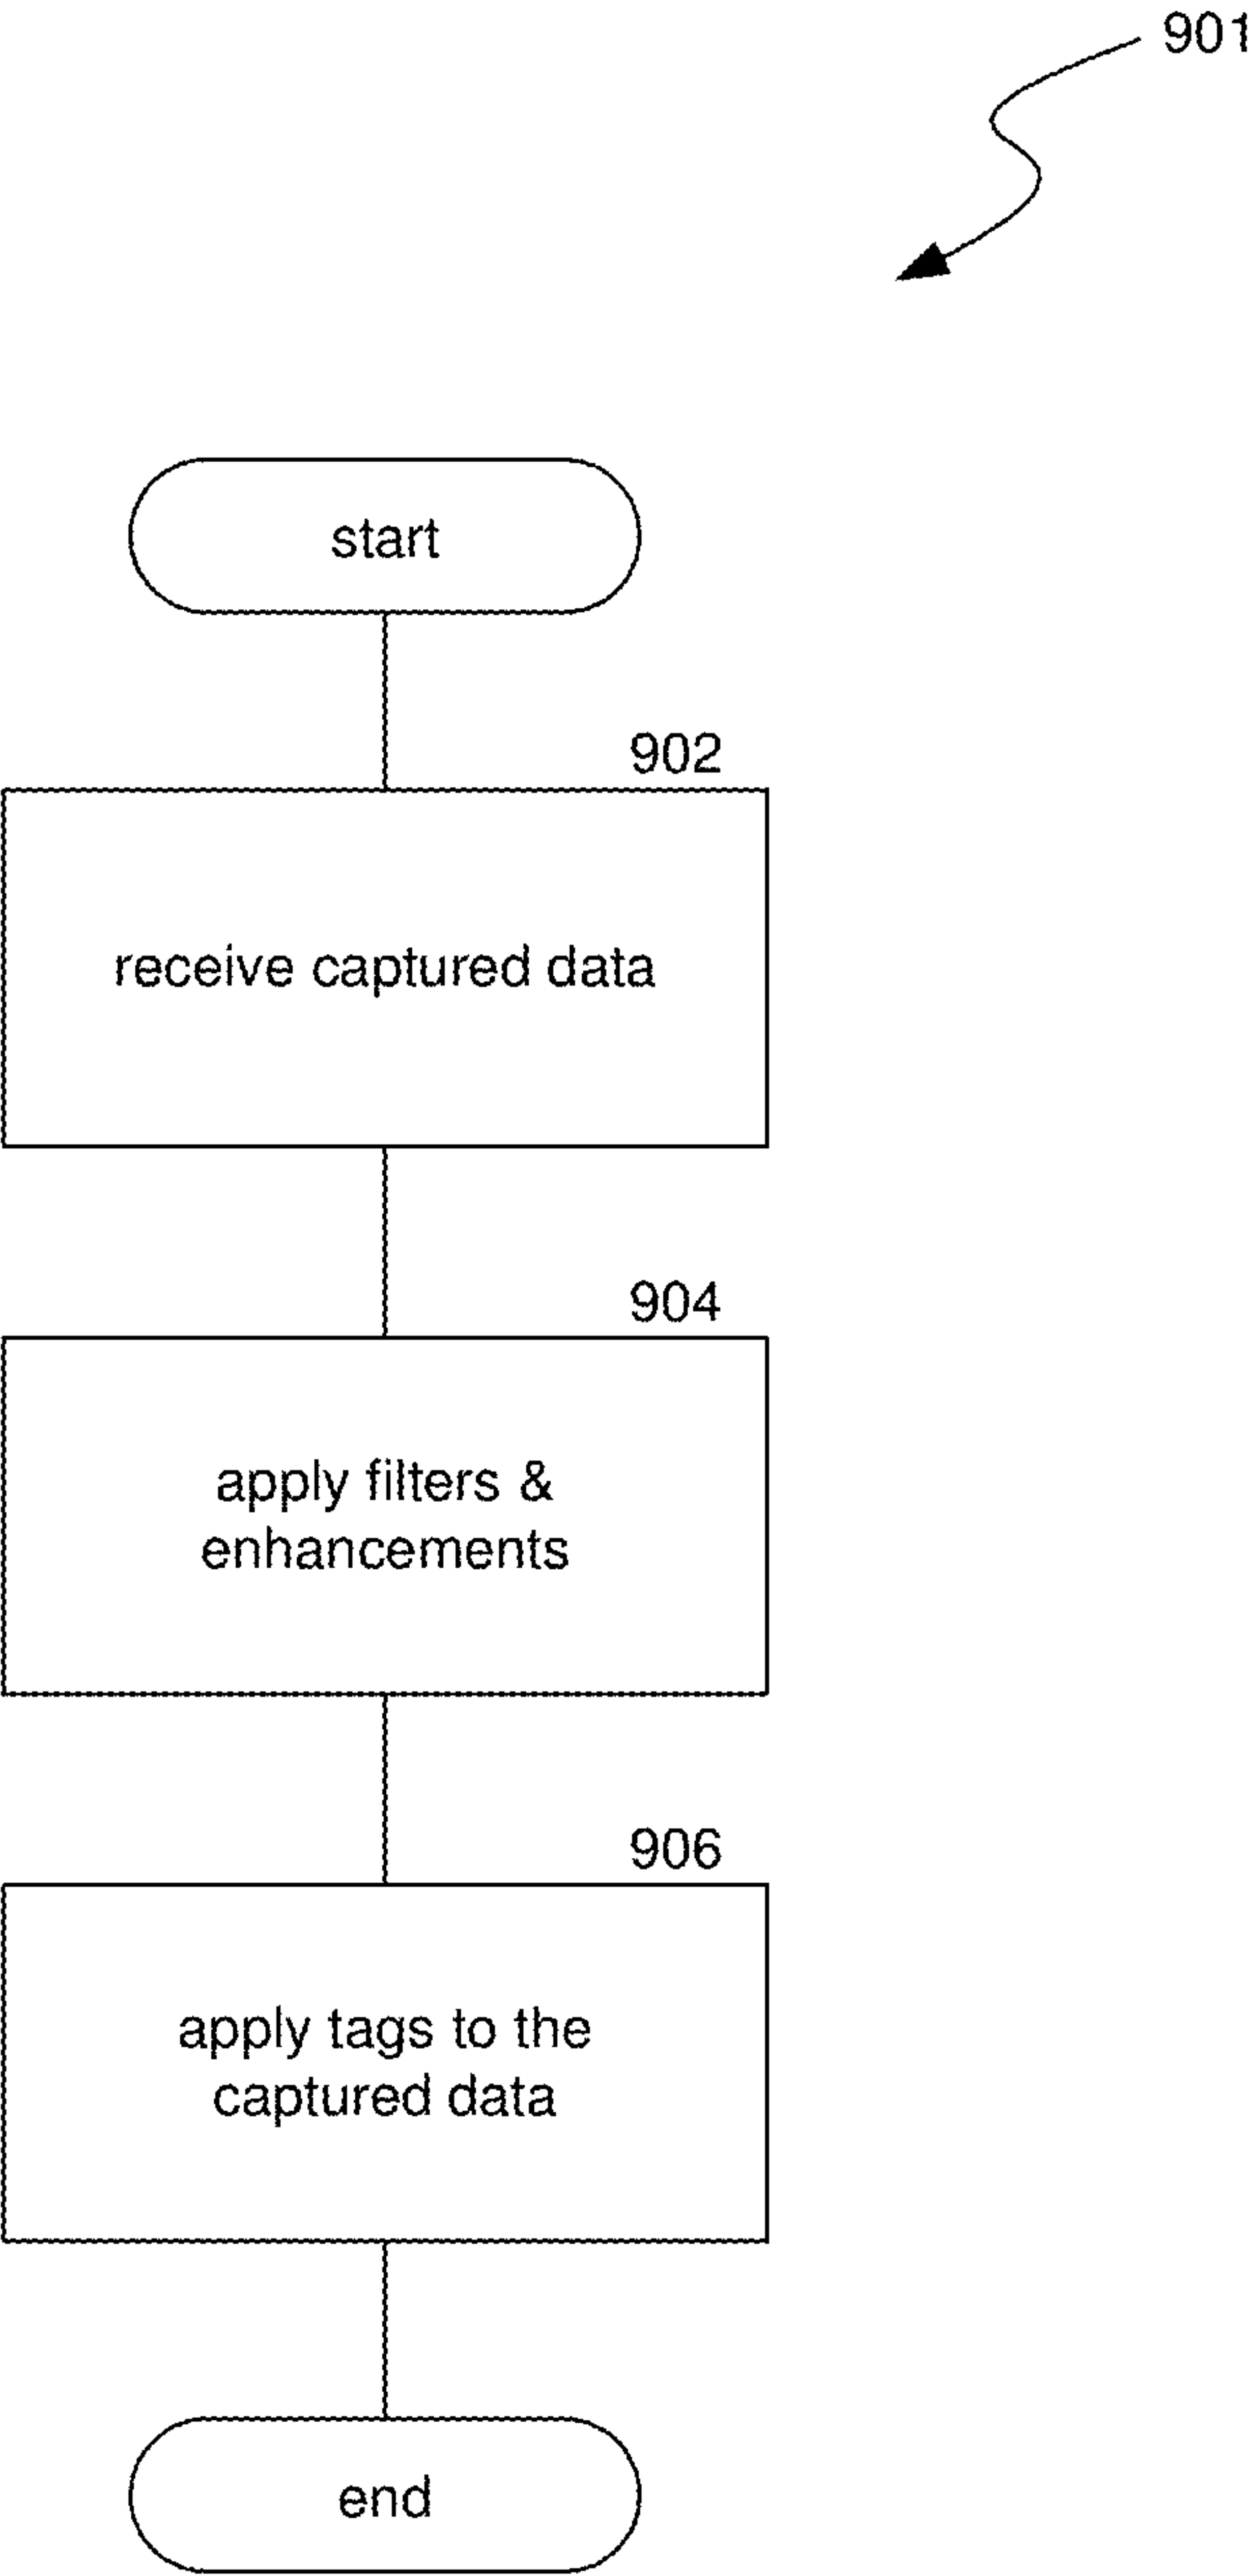 901
start
902
receive captured data
904
apply filters &
enhancements
906
apply tags to the
captured data
end